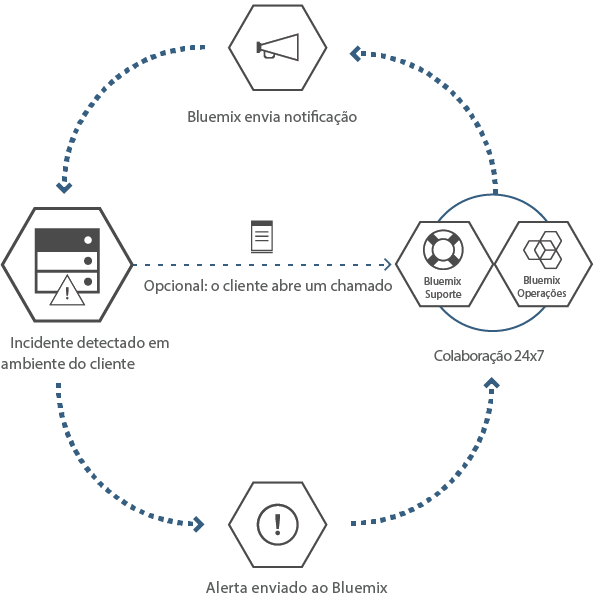 Bluemix envia notificação
Bluemix
Suporte
Bluemix
Operações
Opcional: o cliente abre um chamado
Incidente detectado em
ambiente do cliente
Colaboração 24x7
!
!
Alerta enviado ao Bluemix